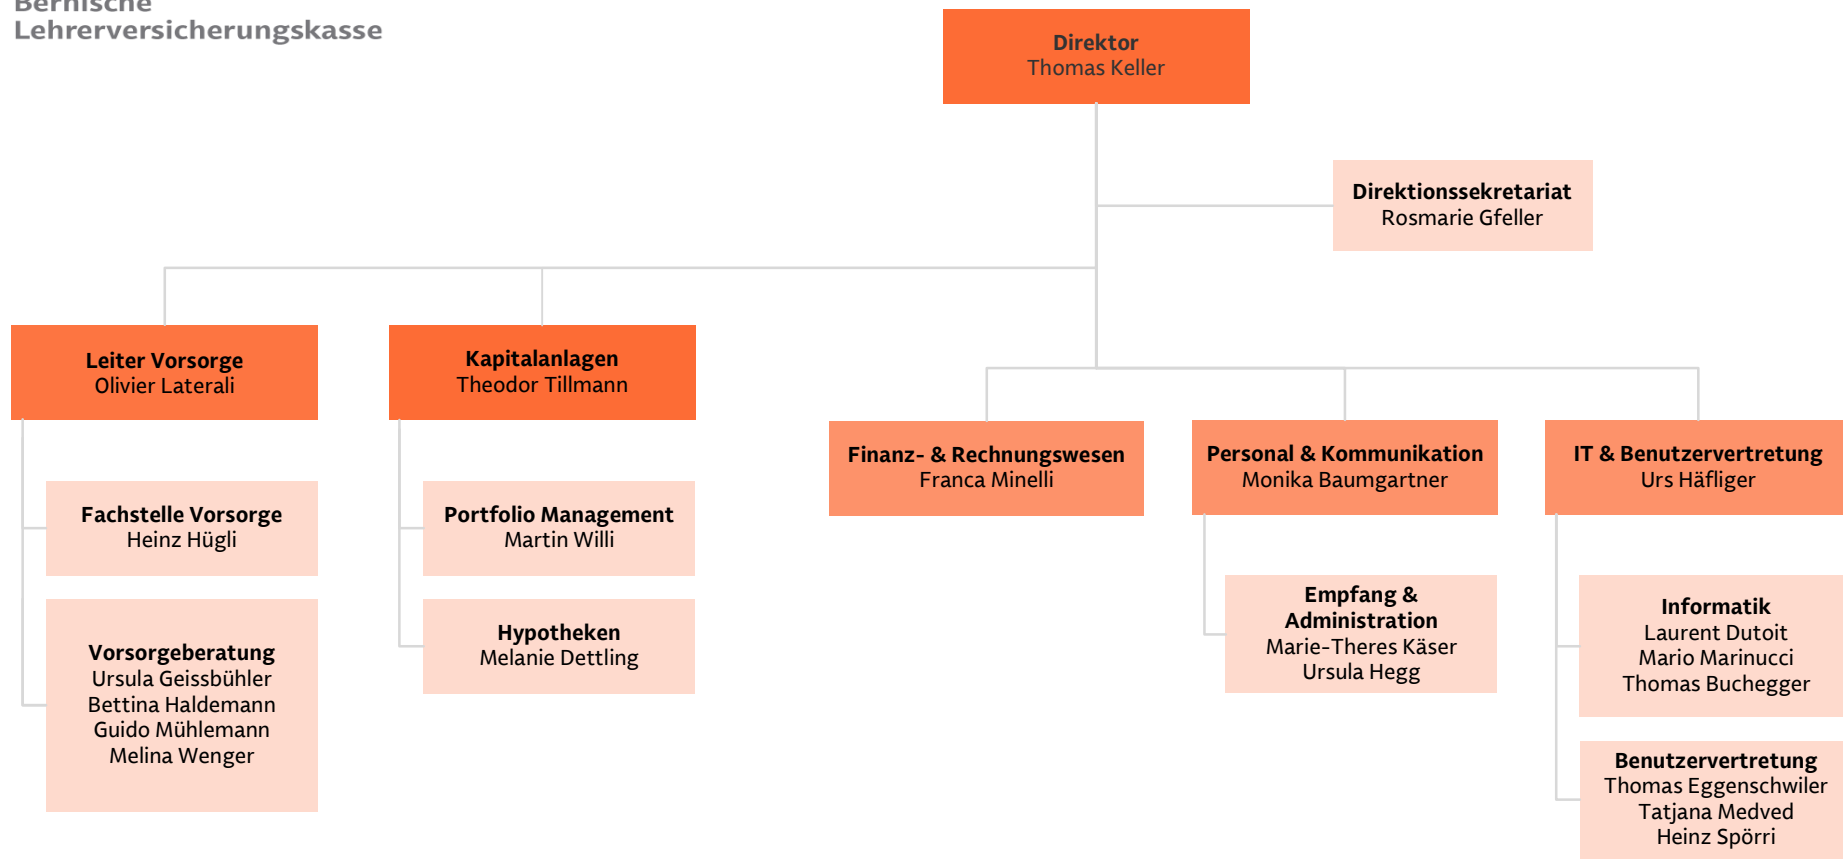 Bernische
Lehrerversicherungskasse
Direktor
Thomas Keller
Direktionssekretariat
Rosmarie Gfeller
Leiter Vorsorge
Olivier Laterali
Kapitalanlagen
Theodor Tillmann
Finanz- & Rechnungswesen
Franca Minelli
Personal & Kommunikation
Monika Baumgartner
IT & Benutzervertretung
Urs Häfliger
Fachstelle Vorsorge
Heinz Hügli
Vorsorgeberatung
Ursula Geissbühler
Bettina Haldemann
Guido Mühlemann
Melina Wenger
Portfolio Management
Martin Willi
Hypotheken
Melanie Dettling
Empfang &
Administration
Marie-Theres Käser
Ursula Hegg
Informatik
Laurent Dutoit
Mario Marinucci
Thomas Buchegger
Benutzervertretung
Thomas Eggenschwiler
Tatjana Medved
Heinz Spörri